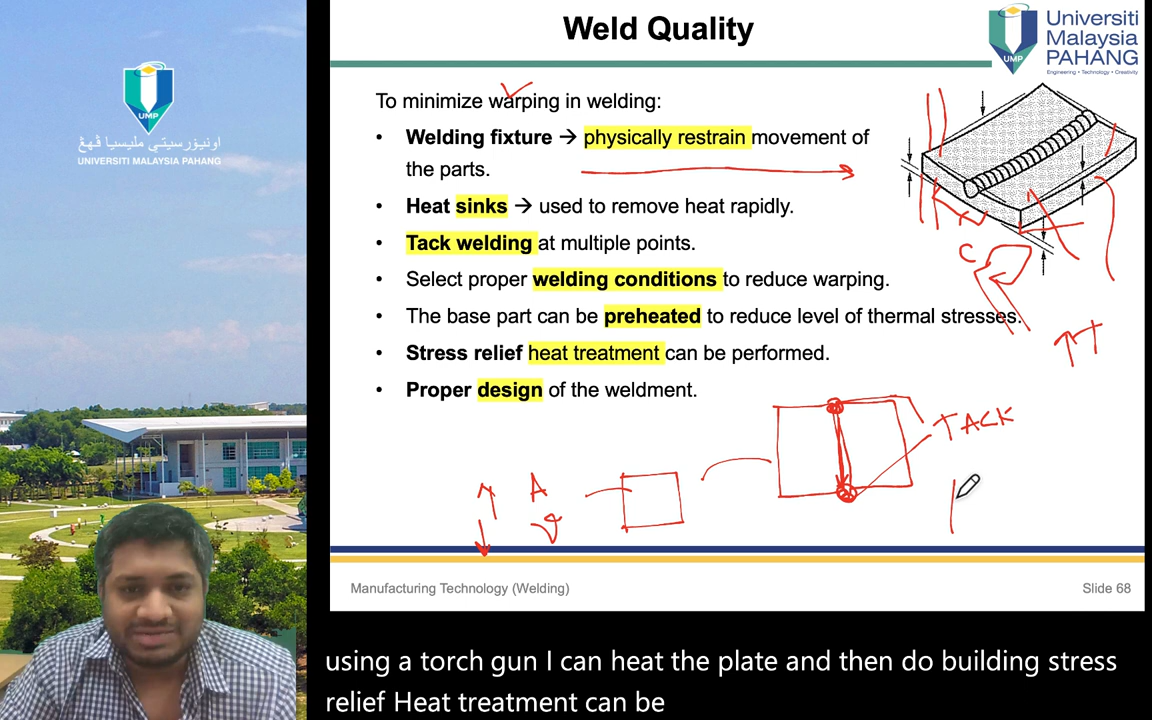 Weld Quality
UMP
Universiti
Malaysia
PAHANG
Engineering • Technology • Creativity
UMP
اونيۏرسيتي مليسيا ڤهڠ
UNIVERSITI MALAYSIA PAHANG
To minimize warping in welding:
• Welding fixture → physically restrain movement of
the parts.
• Heat sinks → used to remove heat rapidly.
• Tack welding at multiple points.
• Select proper welding conditions to reduce warping.
• The base part can be preheated to reduce level of thermal stresses.
• Stress relief heat treatment can be performed.
• Proper design of the weldment.
C
TACK
A
Manufacturing Technology (Welding)
Slide 68
using a torch gun I can heat the plate and then do building stress
relief Heat treatment can be